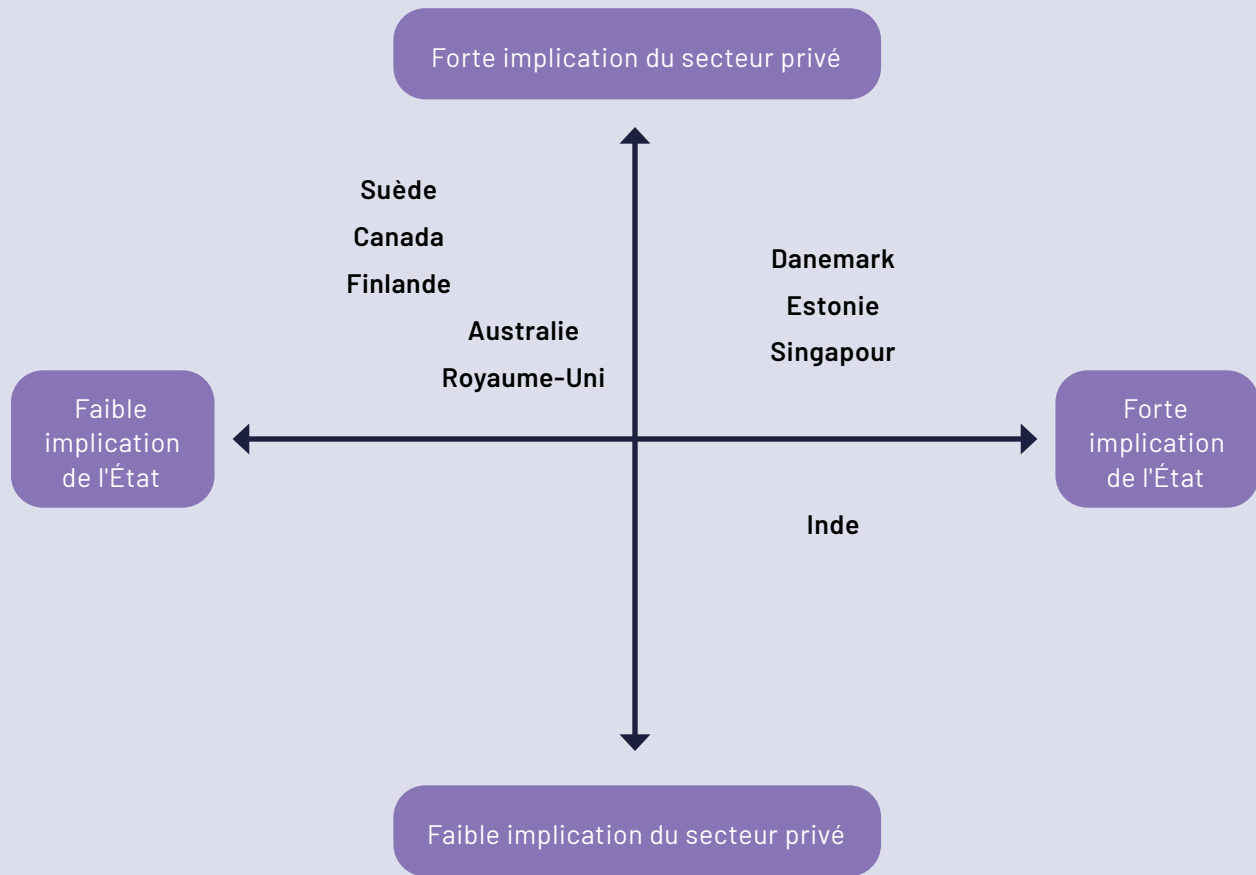 Forte implication du secteur privé
Suède
Canada
Finlande
Australie
Royaume-Uni
Danemark
Estonie
Singapour
Faible
implication
de l'État
Forte
implication
de l'État
Inde
Faible implication du secteur privé